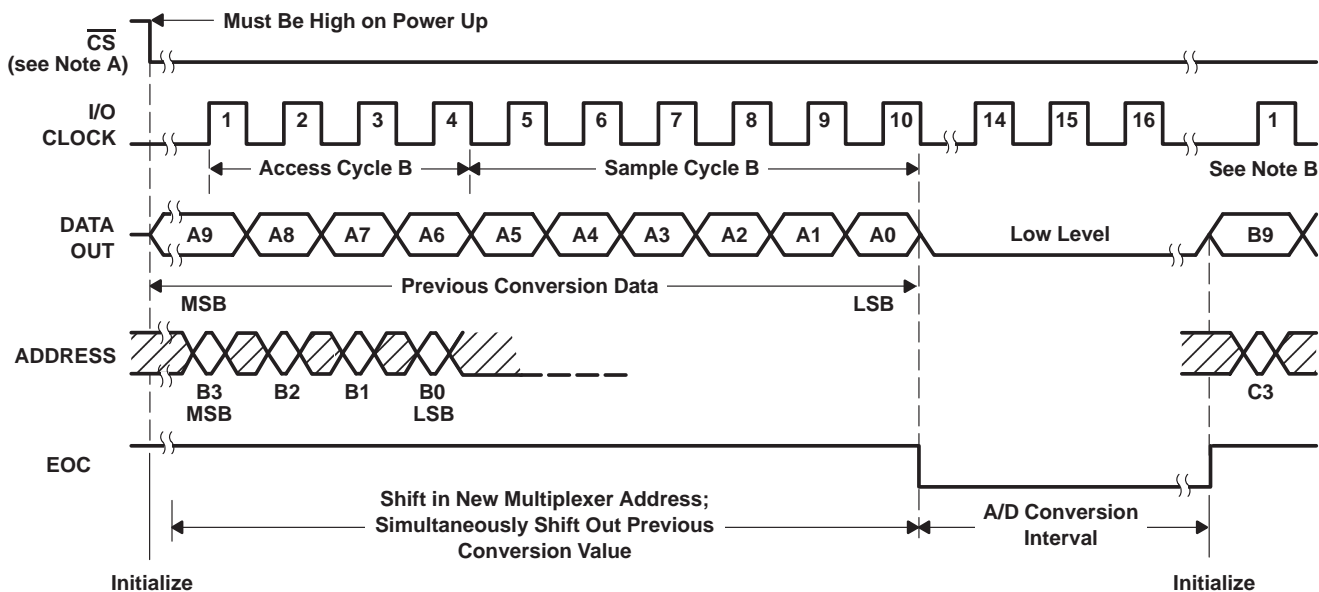 Must Be High on Power Up
CS
(see Note A)
I/O
CLOCK
1 2 3 4 5 6 7 8 9 10 14 15 16 1
Access Cycle B
Sample Cycle B
See Note B
DATA
OUT
A9 A8 A7 A6 A5 A4 A3 A2 A1 A0 Low Level B9
Previous Conversion Data
MSB LSB
ADDRESS
B3 B2 B1 B0 C3
MSB LSB
EOC
Shift in New Multiplexer Address;
Simultaneously Shift Out Previous
Conversion Value
A/D Conversion
Interval
Initialize Initialize